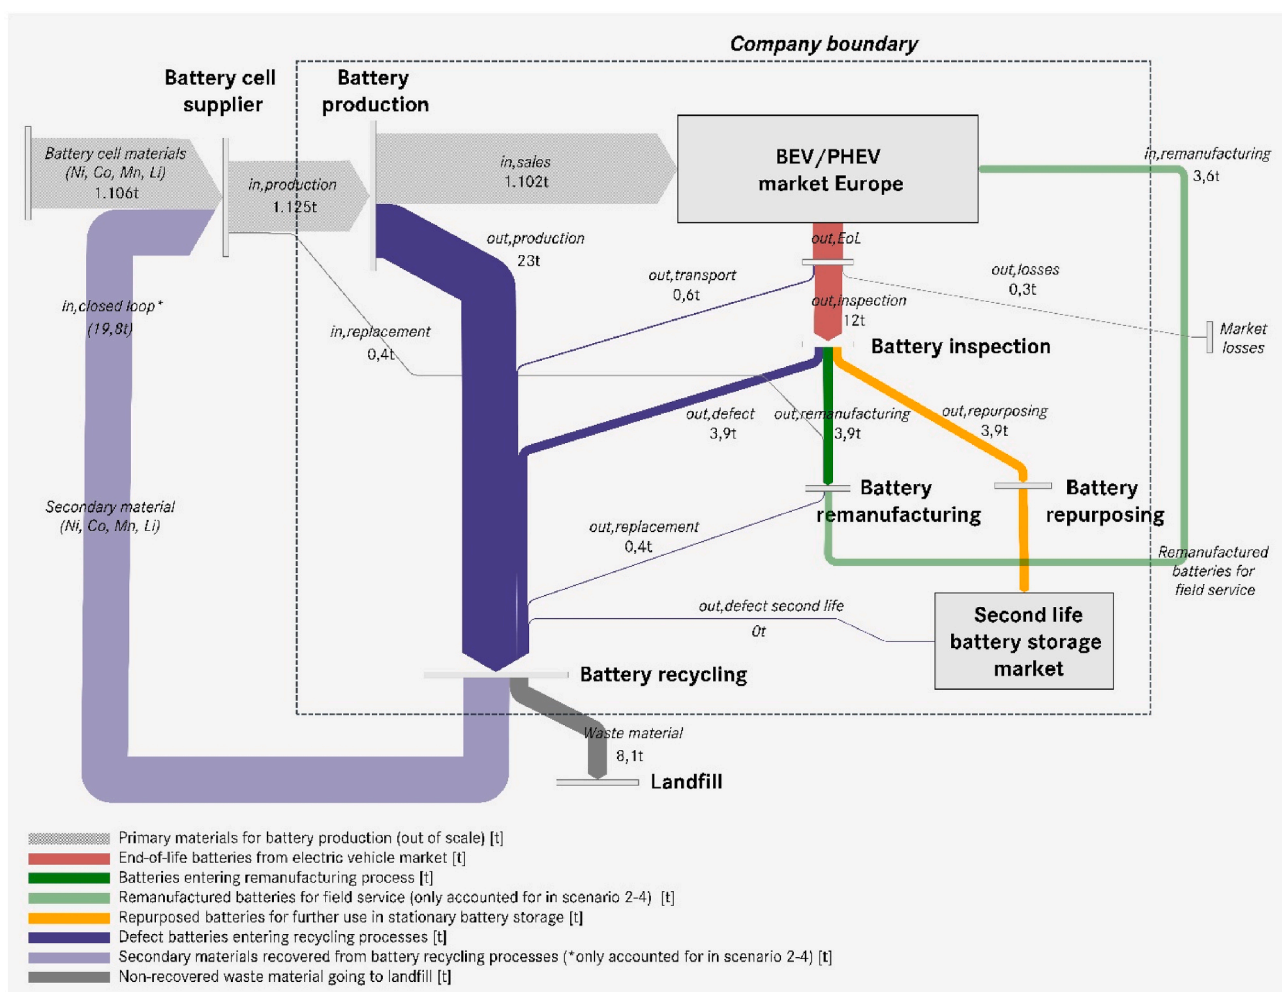 Company boundary
Battery cell
supplier
Battery
production
Battery cell materials
(Ni, Co, Mn, Li)
1.106t
in,production
1.125t
in,sales
1.102t
BEV/PHEV
market Europe
in,remanufacturing
3,6t
out,production
23t
out,EoL
out,transport
0,6t
out,losses
0,3t
out,inspection
12t
in,closed loop*
(19,8t)
in,replacement
0,4t
Battery inspection
Market
losses
out,defect
3,9t
out,remanufacturing
3,9t
out,repurposing
3,9t
Secondary material
(Ni, Co, Mn, Li)
Battery
remanufacturing
Battery
repurposing
out,replacement
0,4t
Remanufactured
batteries for
field service
out,defect second life
0t
Second life
battery storage
market
Battery recycling
Waste material
8,1t
Landfill
Primary materials for battery production (out of scale) [t]
End-of-life batteries from electric vehicle market [t]
Batteries entering remanufacturing process [t]
Remanufactured batteries for field service (only accounted for in scenario 2-4) [t]
Repurposed batteries for further use in stationary battery storage [t]
Defect batteries entering recycling processes [t]
Secondary materials recovered from battery recycling processes (*only accounted for in scenario 2-4) [t]
Non-recovered waste material going to landfill [t]